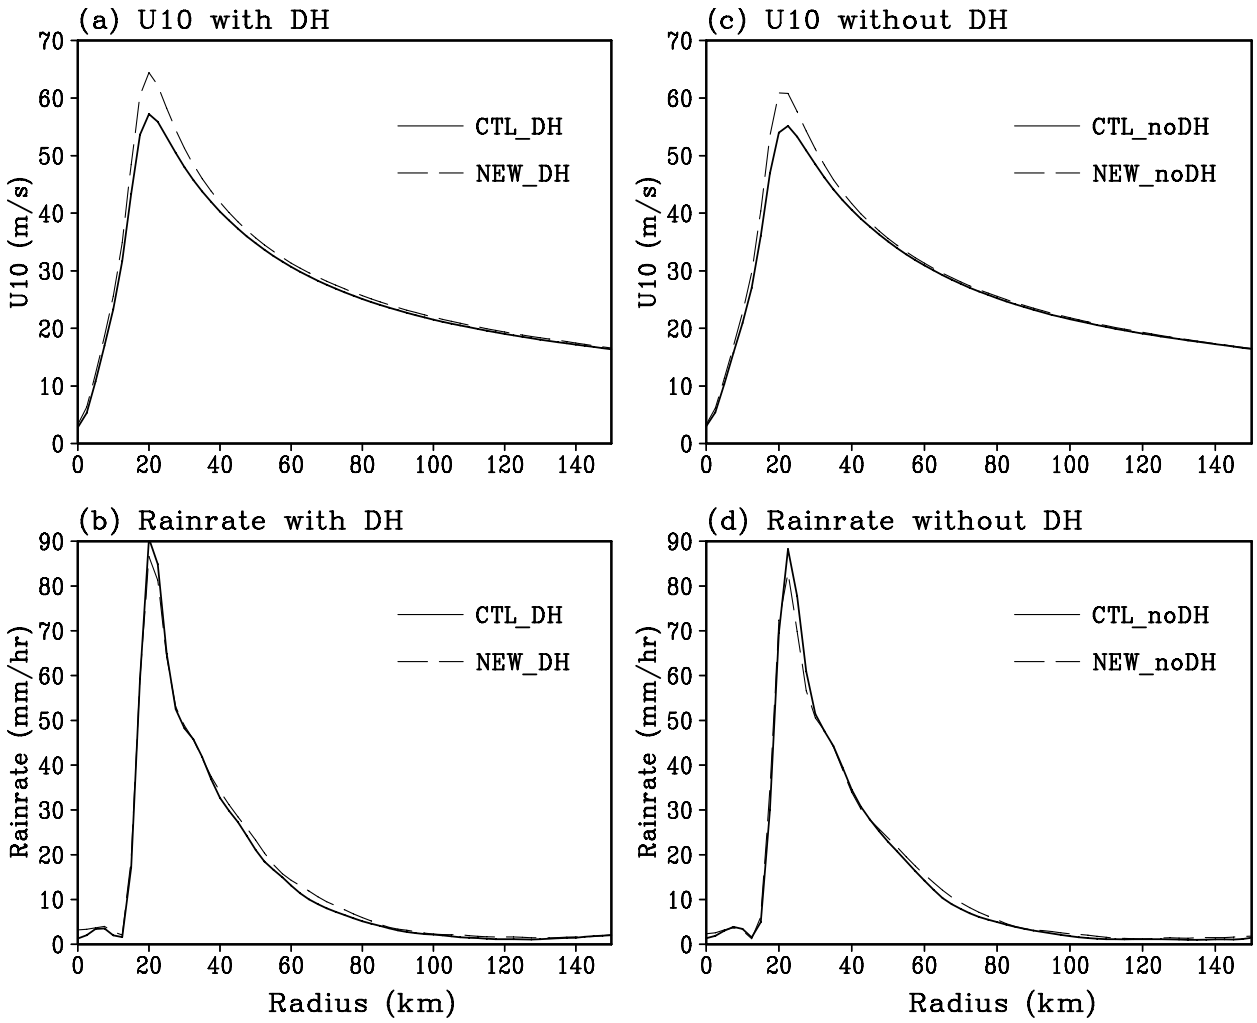 (a) U10 with DH
U10 (m/s)
70
60
50
40
30
20
10
0
CTL_DH
NEW_DH
0 20 40 60 80 100 120 140
(c) U10 without DH
U10 (m/s)
70
60
50
40
30
20
10
0
CTL_noDH
NEW_noDH
0 20 40 60 80 100 120 140
(b) Rainrate with DH
Rainrate (mm/hr)
90
80
70
60
50
40
30
20
10
0
CTL_DH
NEW_DH
0 20 40 60 80 100 120 140
Radius (km)
(d) Rainrate without DH
Rainrate (mm/hr)
90
80
70
60
50
40
30
20
10
0
CTL_noDH
NEW_noDH
0 20 40 60 80 100 120 140
Radius (km)